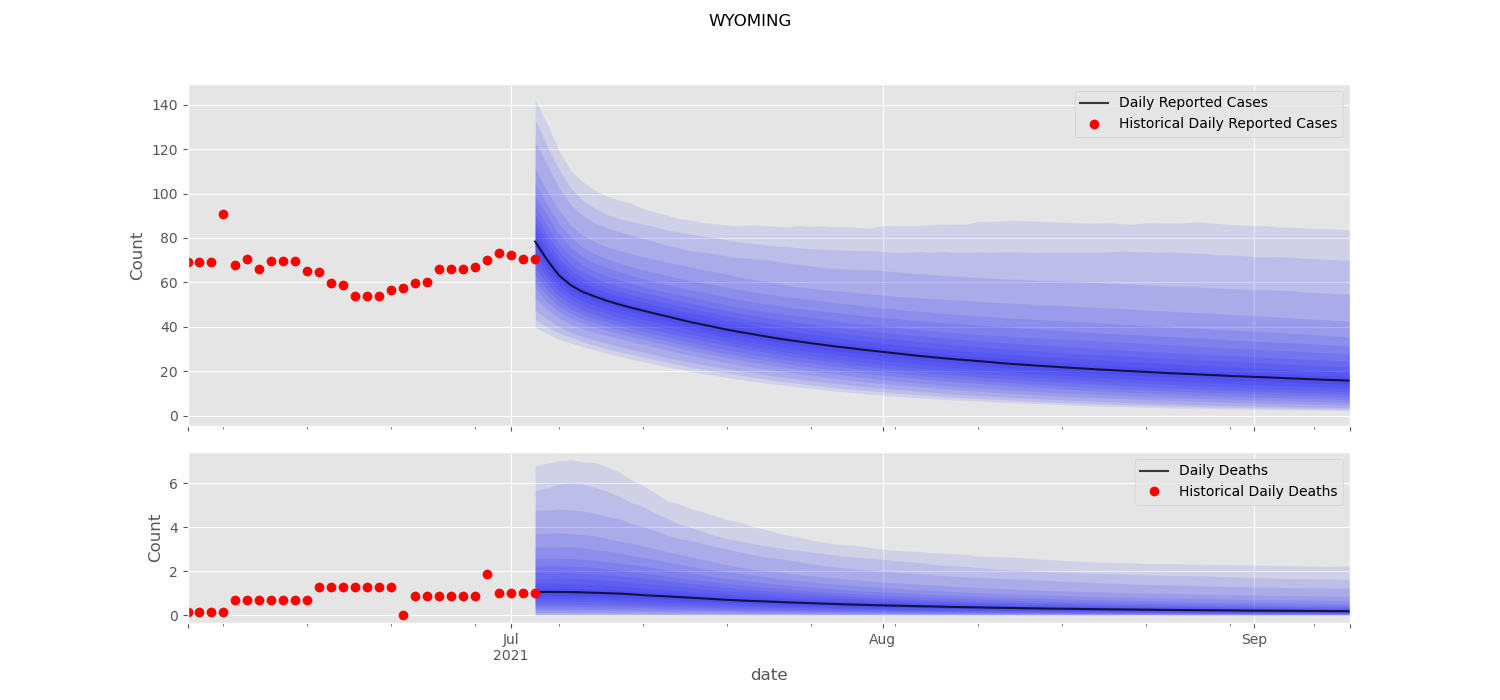 WYOMING
Daily Reported Cases
Historical Daily Reported Cases
Count
140
120
100
80
60
40
20
0
Daily Deaths
Historical Daily Deaths
Count
6
4
2
0
Jul
2021
Aug
Sep
date